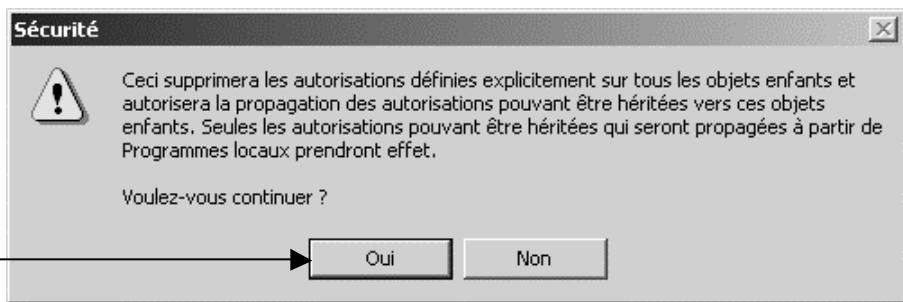 Sécurité
Ceci supprimera les autorisations définies explicitement sur tous les objets enfants et
autorisera la propagation des autorisations pouvant être héritées vers ces objets
enfants. Seules les autorisations pouvant être héritées qui seront propagées à partir de
Programmes locaux prendront effet.
Voulez-vous continuer ?
Oui Non